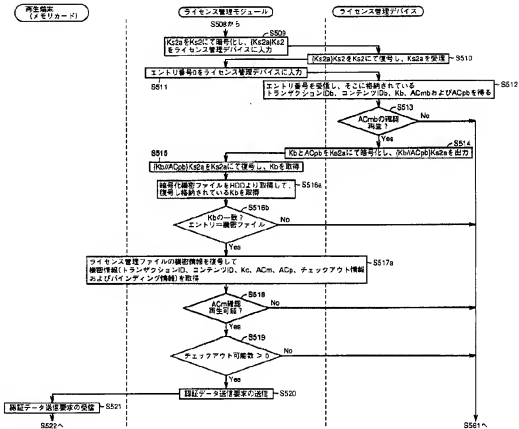 再生端末
(メモリカード)
ライセンス管理モジュール
ライセンス管理デバイス
S508から
S509
Ks2aをKs2にて暗号化し、{Ks2a}Ks2
をライセンス管理デバイスに入力
{Ks2a}Ks2をKs2にて復号し、Ks2aを受理
S510
エントリ番号0をライセンス管理デバイスに入力
S511
S512
エントリ番号を受信し、そこに格納されている
トランザクションIDb、コンテンツIDb、Kb、ACmbおよびACpbを得る
S513
ACmbの確認
再生?
No
Yes
S514
KbとACpbをKs2aにて暗号化し、{Kb//ACpb}Ks2aを出力
S515
{Kb//ACpb}Ks2aをKs2aにて復号し、Kbを取得
暗号化機密ファイルをHDDより取得して、
復号し格納されているKbを取得
S516a
S516b
Kbの一致?
エントリ=機密ファイル
No
Yes
ライセンス管理ファイルの機密情報を復号して
機密情報(トランザクションID、コンテンツID、Kc、ACm、ACp、チェックアウト情報
およびバインディング情報)を取得
S517a
S518
ACm確認
再生可能?
No
Yes
S519
チェックアウト可能数 > 0
No
Yes
認証データ送信要求の送信
S520
認証データ送信要求の受信
S521
S522へ
S561へ